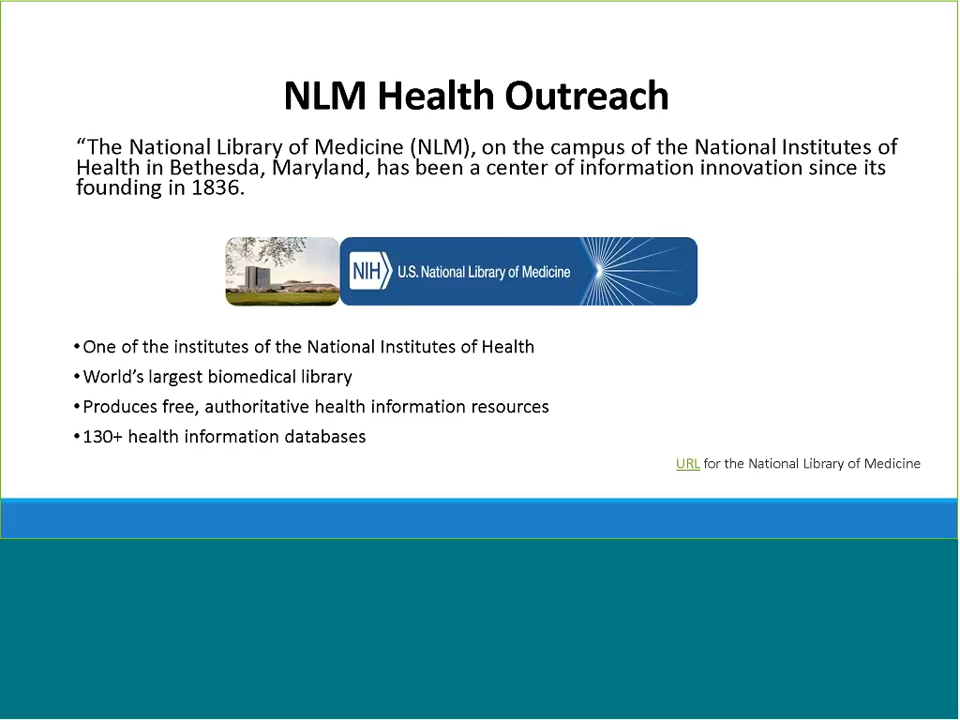 NLM Health Outreach
“The National Library of Medicine (NLM), on the campus of the National Institutes of
Health in Bethesda, Maryland, has been a center of information innovation since its
founding in 1836.
NIH U.S. National Library of Medicine
•One of the institutes of the National Institutes of Health
•World’s largest biomedical library
•Produces free, authoritative health information resources
•130+ health information databases
URL for the National Library of Medicine